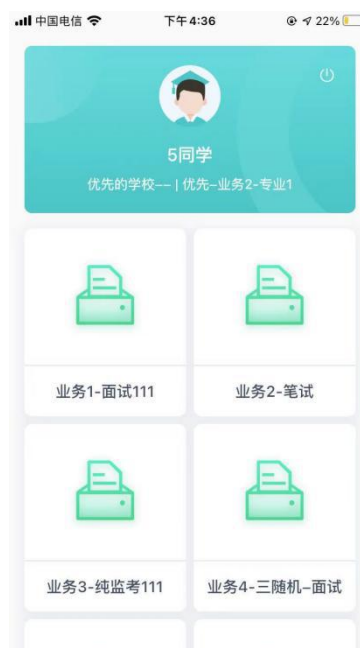 中国电信 下午4:36 22%
5同学
优先的学校-- | 优先-业务2-专业1
业务1-面试111 业务2-笔试
业务3-纯监考111 业务4-三随机-面试